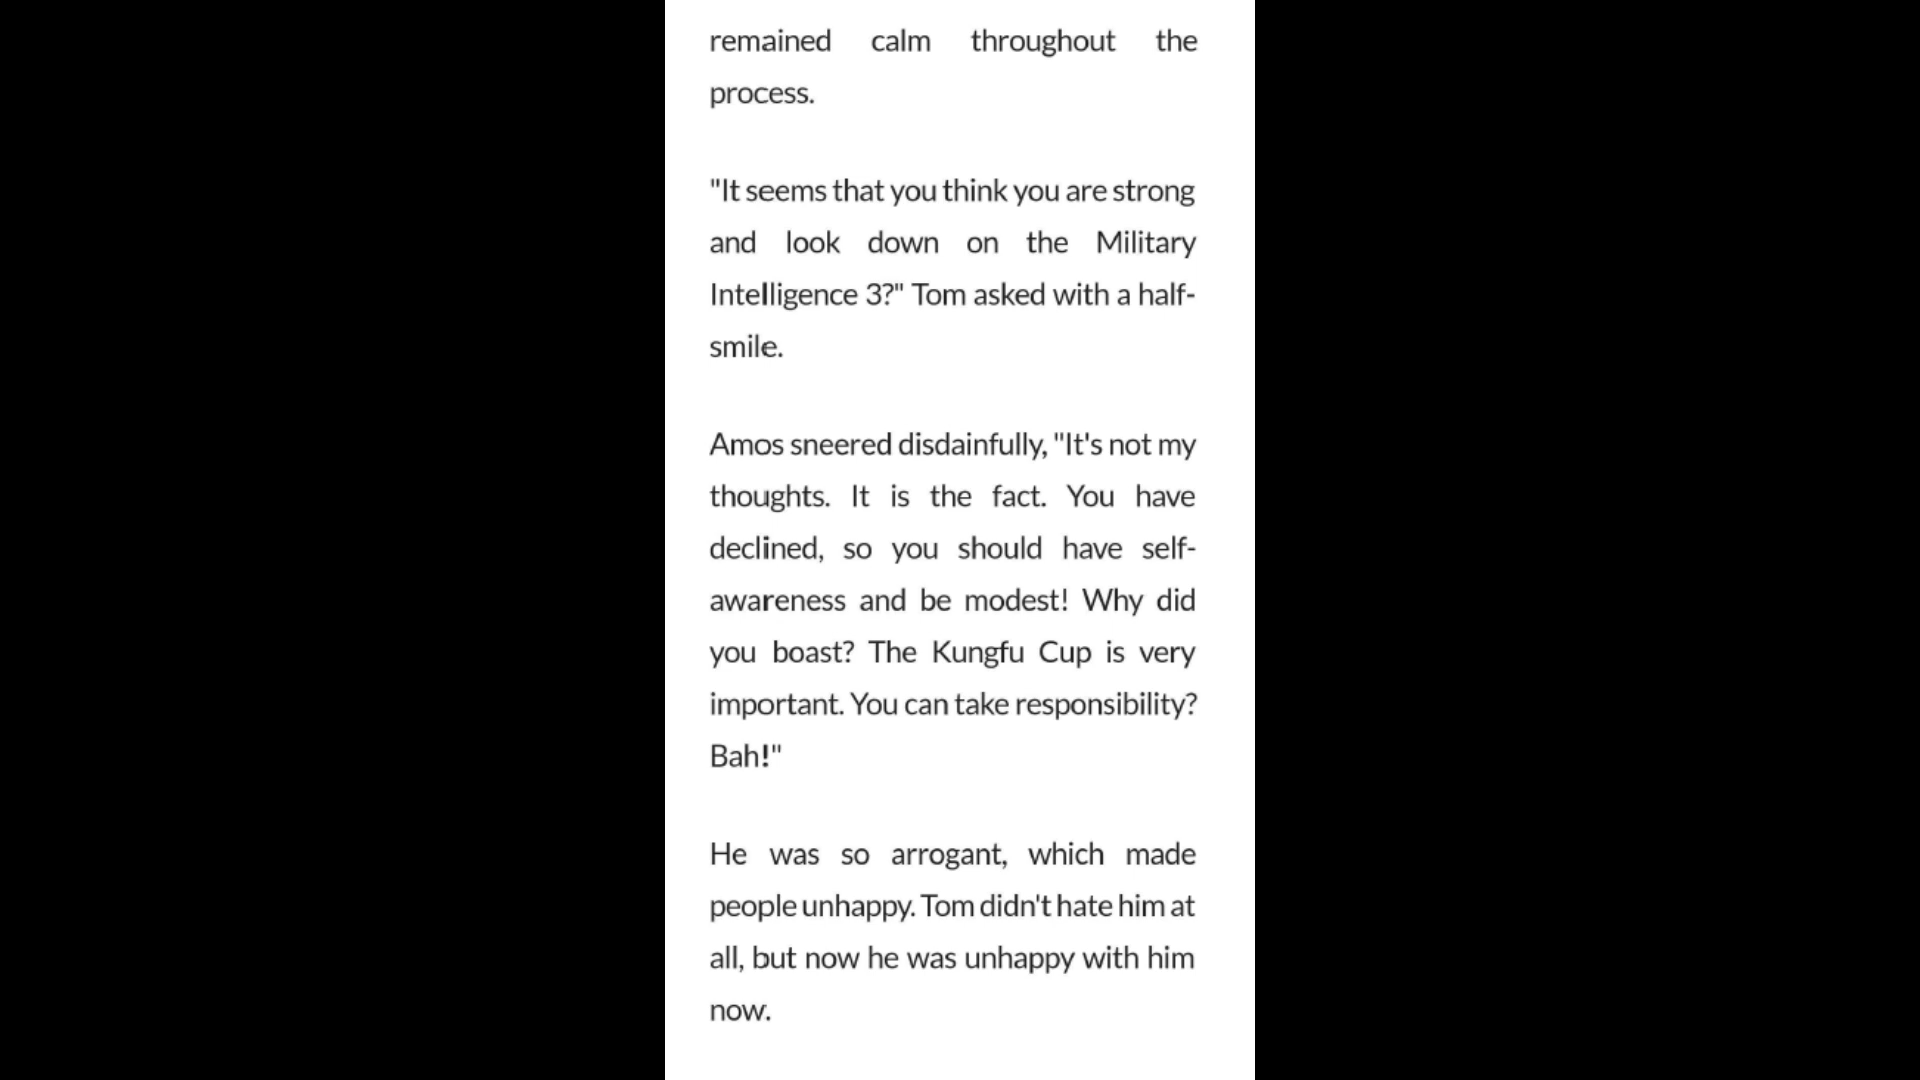 remained calm throughout the
process.
"It seems that you think you are strong
and look down on the Military
Intelligence 3?" Tom asked with a half-
smile.
Amos sneered disdainfully, "It's not my
thoughts. It is the fact. You have
declined, so you should have self-
awareness and be modest! Why did
you boast? The Kungfu Cup is very
important. You can take responsibility?
Bah!"
He was so arrogant, which made
people unhappy. Tom didn't hate him at
all, but now he was unhappy with him
now.